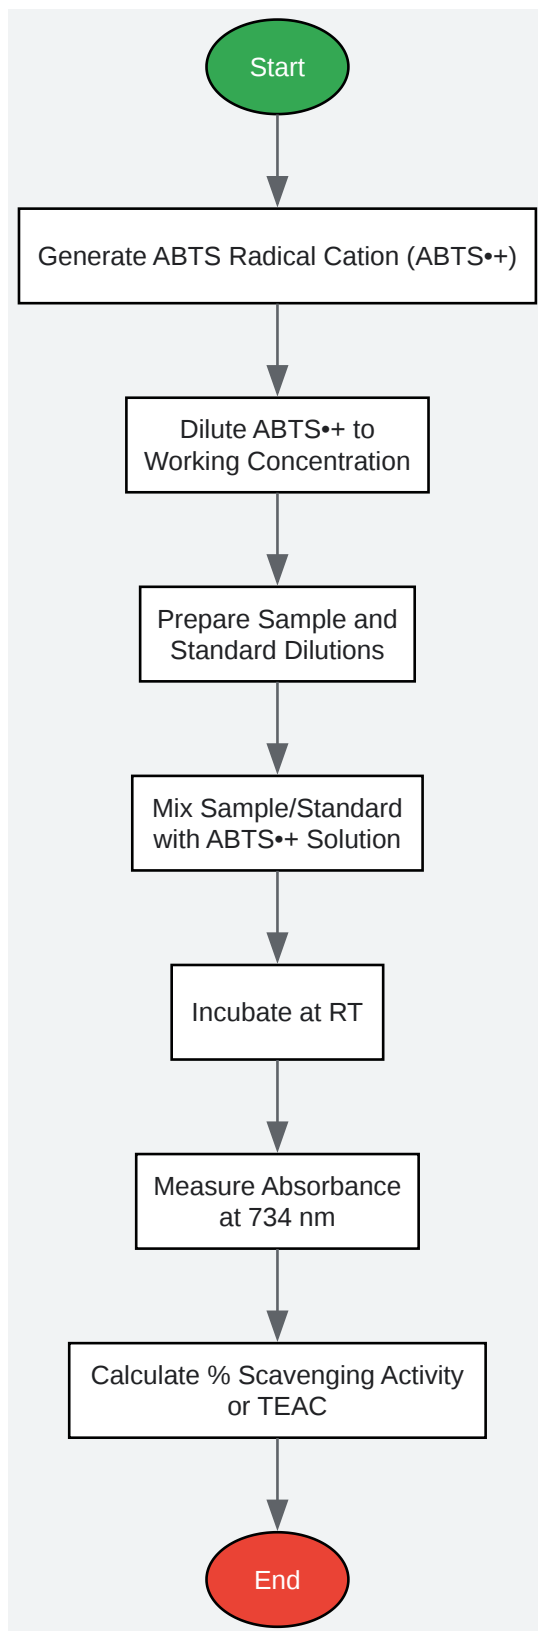 Start
Generate ABTS Radical Cation (ABTS•+)
Dilute ABTS•+ to
Working Concentration
Prepare Sample and
Standard Dilutions
Mix Sample/Standard
with ABTS•+ Solution
Incubate at RT
Measure Absorbance
at 734 nm
Calculate % Scavenging Activity
or TEAC
End